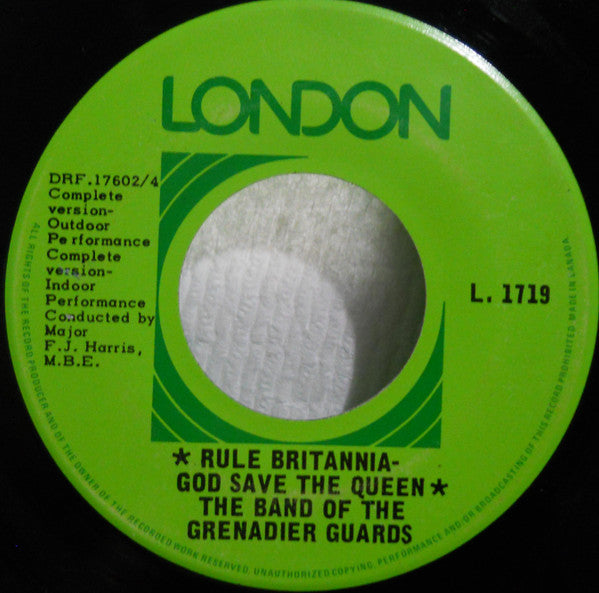 LONDON
DRF.17602/4
Complete
version-
Outdoor
Performance
Complete
version-
Indoor
Performance
Conducted by
Major
F.J. Harris,
M.B.E.
L. 1719
* RULE BRITANNIA-
GOD SAVE THE QUEEN *
THE BAND OF THE
GRENADIER GUARDS
ALL RIGHTS OF THE RECORD PRODUCER AND OF THE OWNER OF THE RECORDED WORK RESERVED. UNAUTHORIZED COPYING, PERFORMANCE AND/OR BROADCASTING OF THIS RECORD PROHIBITED. MADE IN CANADA.